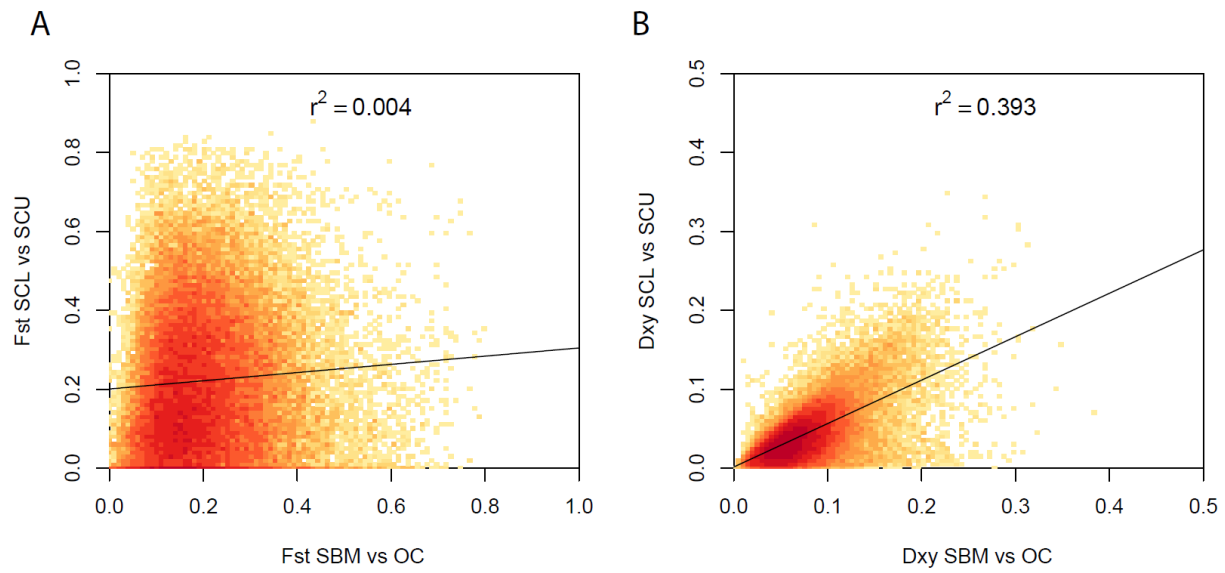 A
r² = 0.004
1.0
0.8
0.6
0.4
0.2
0.0
Fst SCL vs SCU
0.0 0.2 0.4 0.6 0.8 1.0
Fst SBM vs OC
B
r² = 0.393
0.5
0.4
0.3
0.2
0.1
0.0
Dxy SCL vs SCU
0.0 0.1 0.2 0.3 0.4 0.5
Dxy SBM vs OC